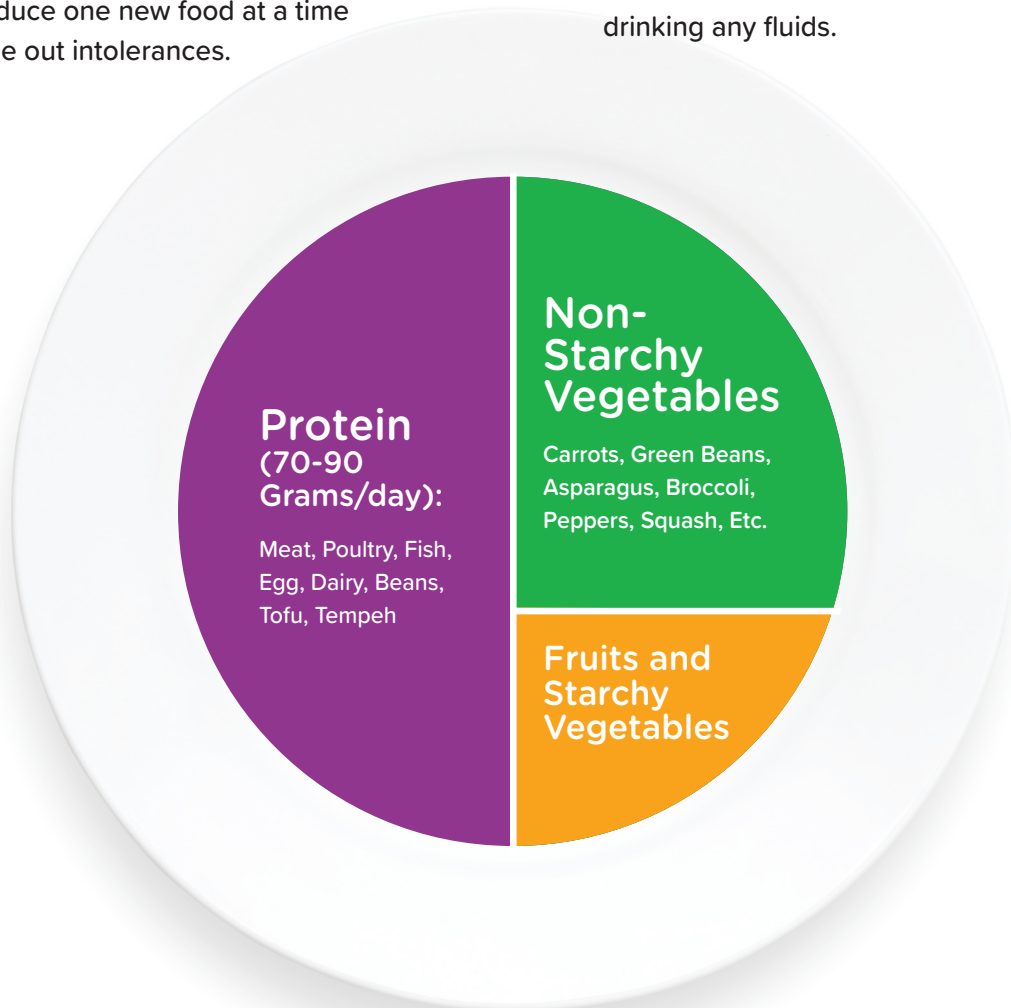 duce one new food at a time
e out intolerances.
drinking any fluids.
Protein
(70-90
Grams/day):
Meat, Poultry, Fish,
Egg, Dairy, Beans,
Tofu, Tempeh
Non-
Starchy
Vegetables
Carrots, Green Beans,
Asparagus, Broccoli,
Peppers, Squash, Etc.
Fruits and
Starchy
Vegetables